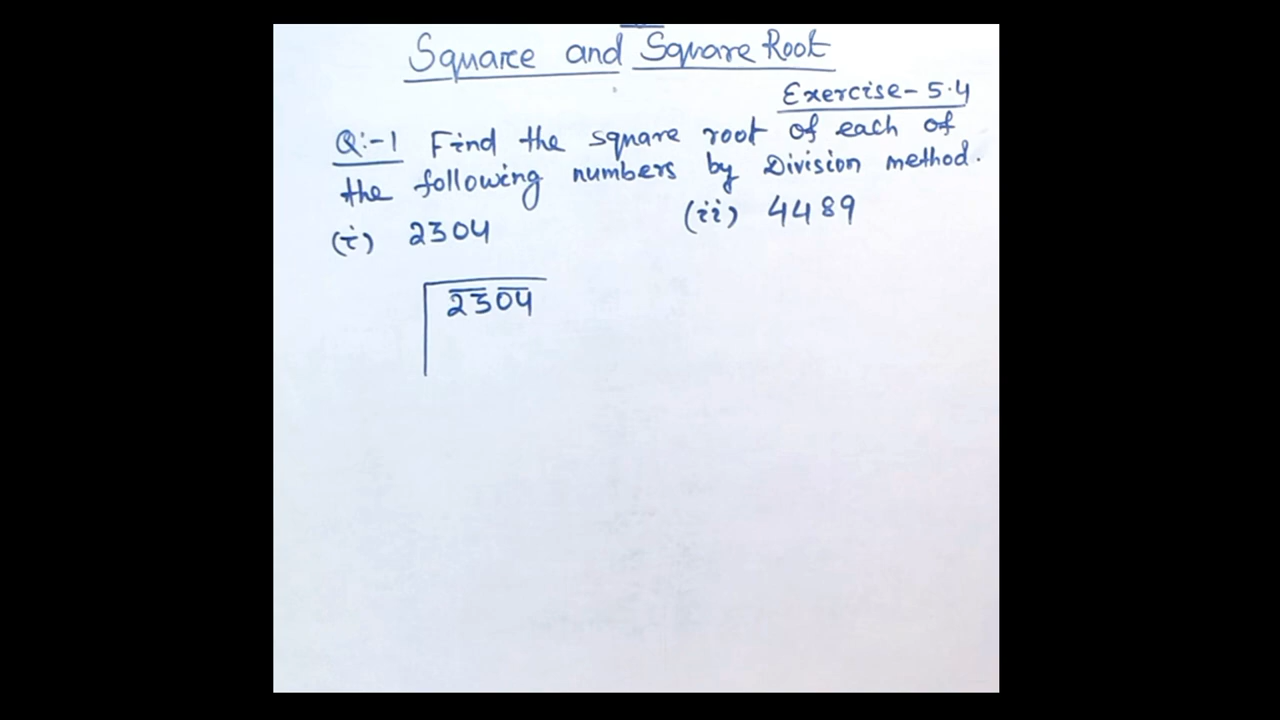 Square and Square Root
Exercise - 5.4
Q:-1 Find the square root of each of
the following numbers by Division method.
(i) 2304 (ii) 4489
2304